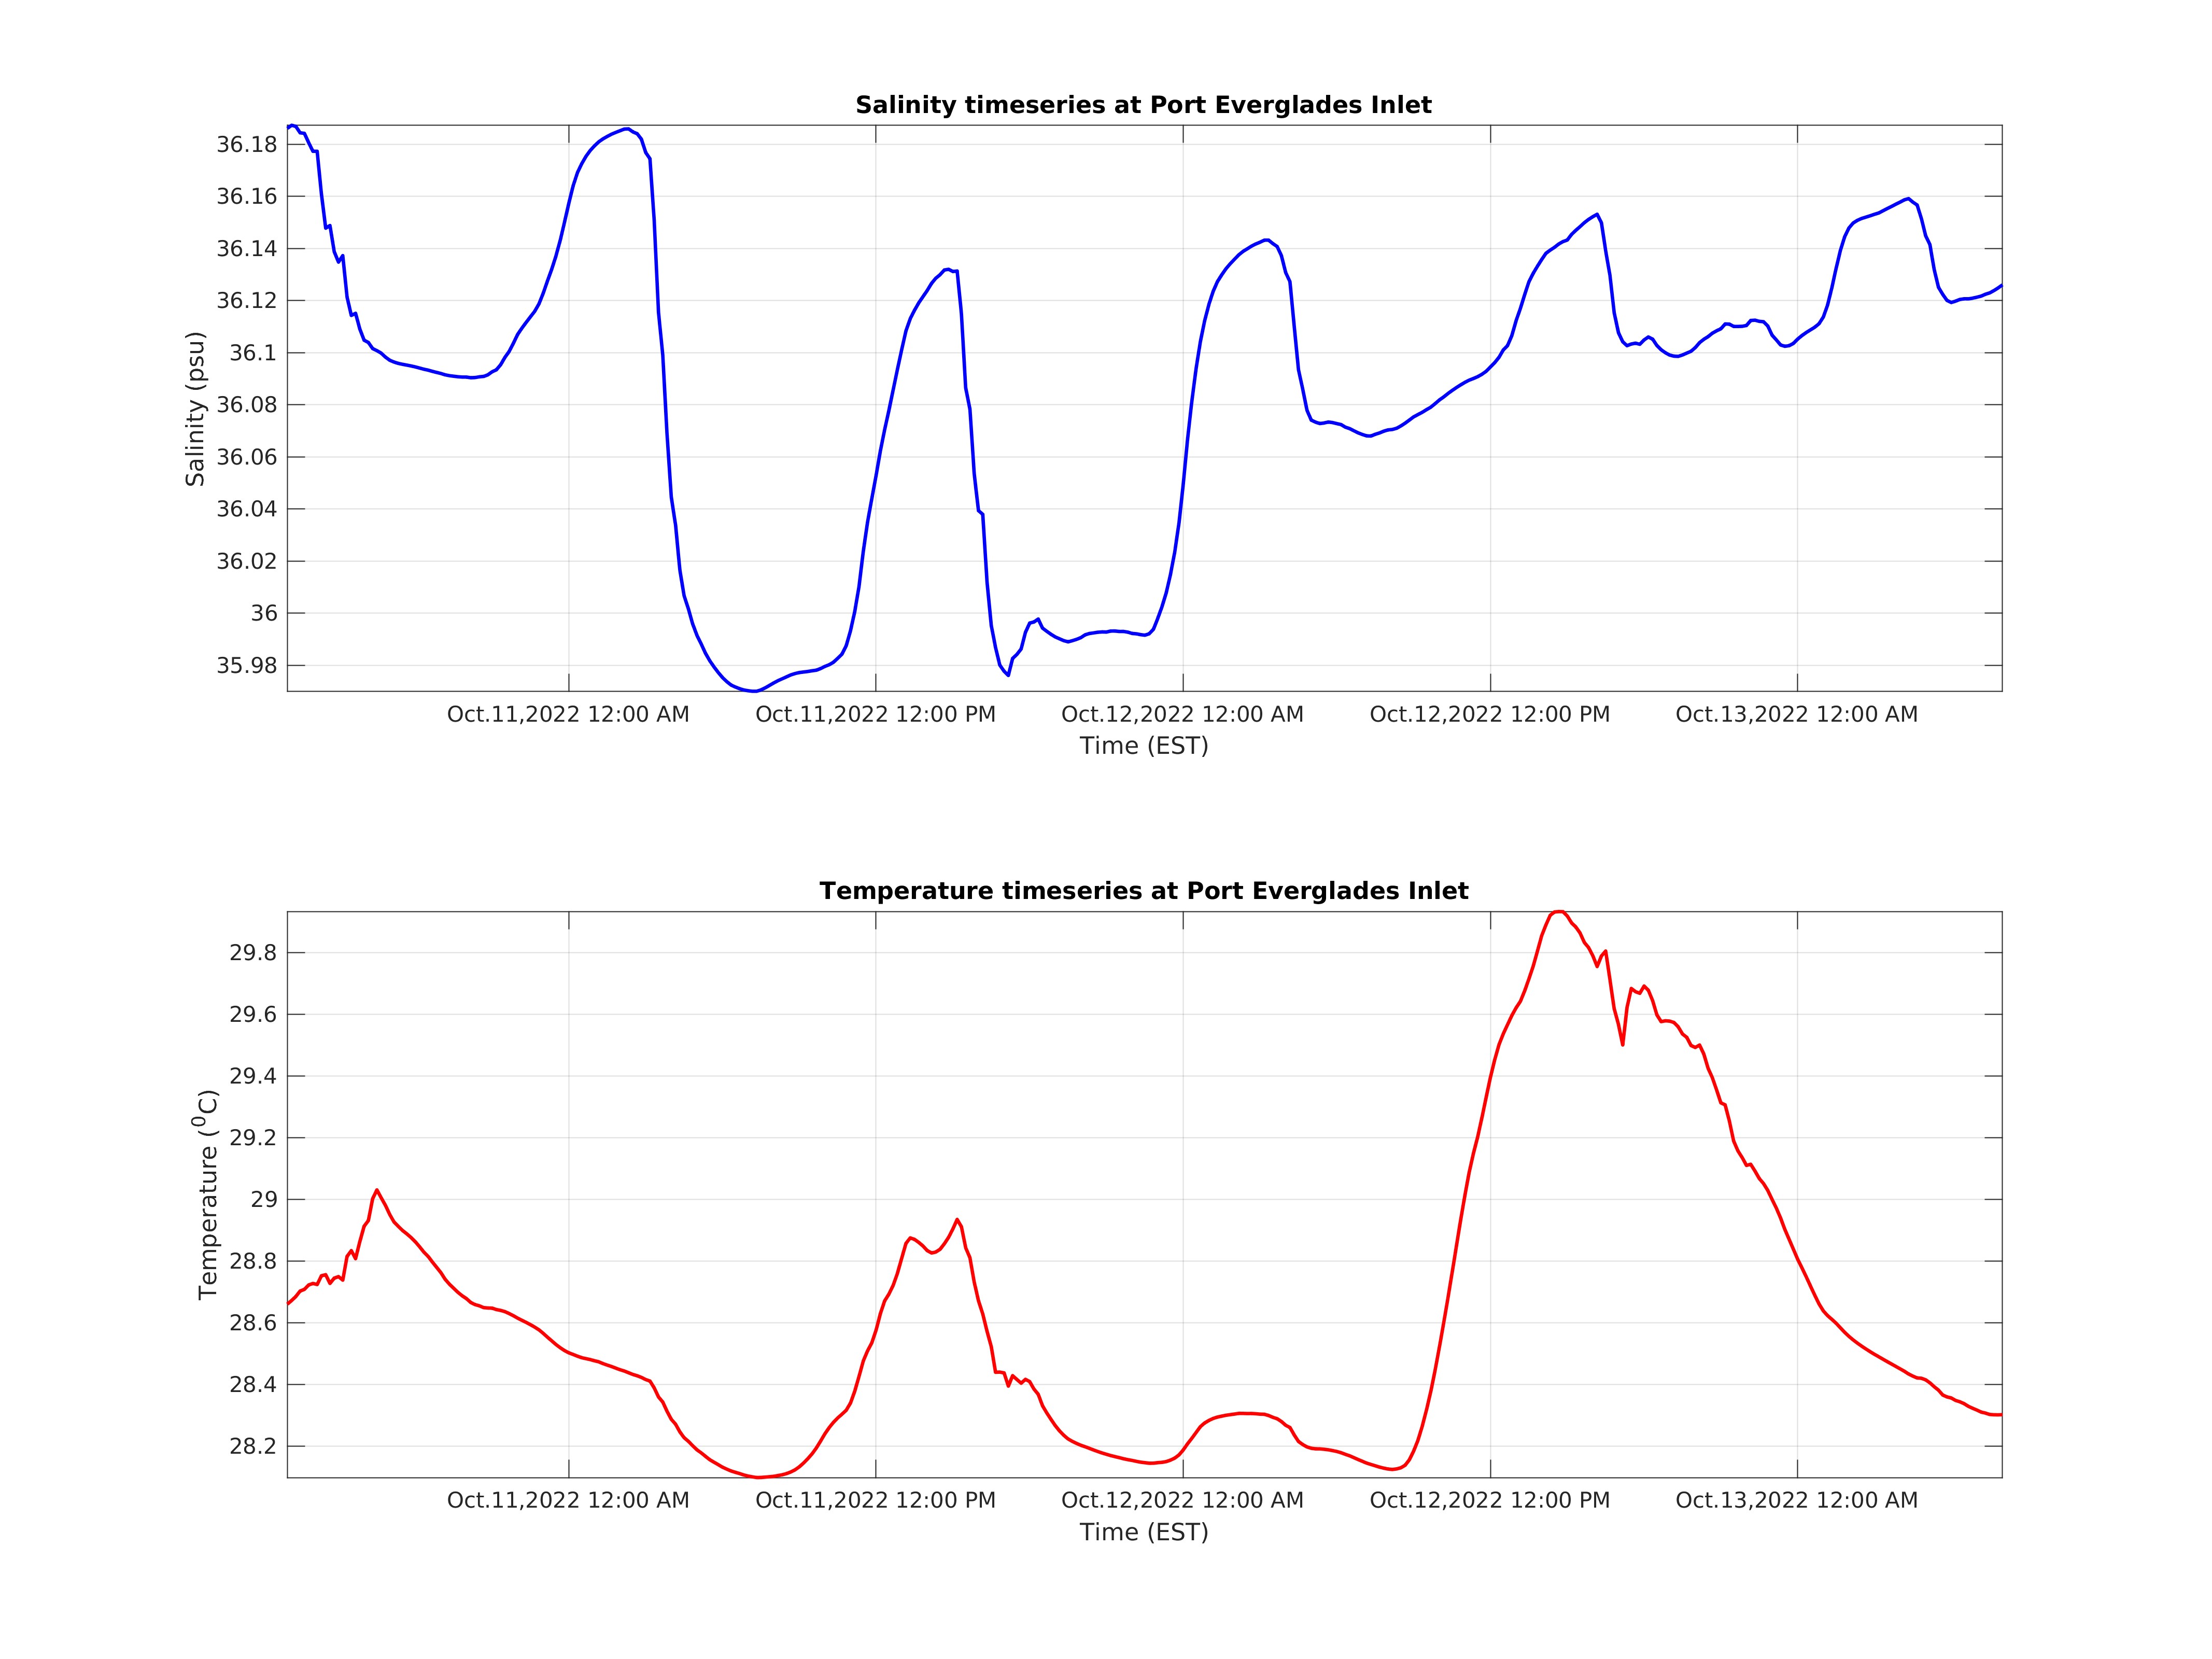 Salinity timeseries at Port Everglades Inlet
36.18
36.16
36.14
36.12
36.1
36.08
36.06
36.04
36.02
36
35.98
Salinity (psu)
Oct.11,2022 12:00 AM Oct.11,2022 12:00 PM Oct.12,2022 12:00 AM Oct.12,2022 12:00 PM Oct.13,2022 12:00 AM
Time (EST)
Temperature timeseries at Port Everglades Inlet
29.8
29.6
29.4
29.2
29
28.8
28.6
28.4
28.2
Temperature (⁰C)
Oct.11,2022 12:00 AM Oct.11,2022 12:00 PM Oct.12,2022 12:00 AM Oct.12,2022 12:00 PM Oct.13,2022 12:00 AM
Time (EST)